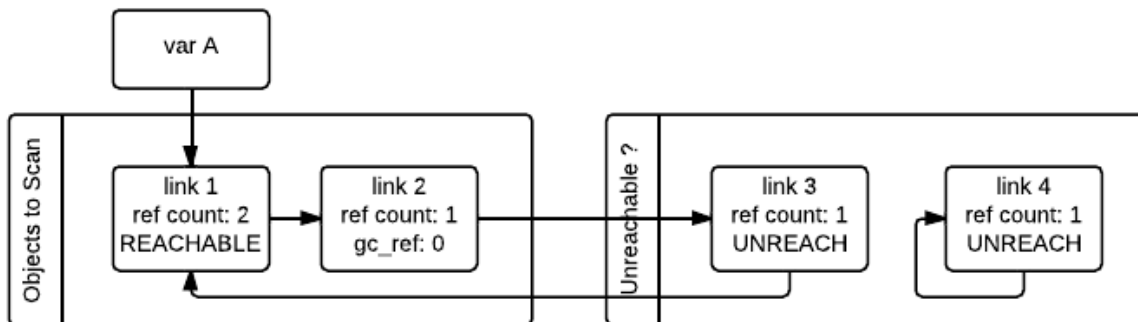 var A
Objects to Scan
link 1
ref count: 2
REACHABLE
link 2
ref count: 1
gc_ref: 0
Unreachable ?
link 3
ref count: 1
UNREACH
link 4
ref count: 1
UNREACH